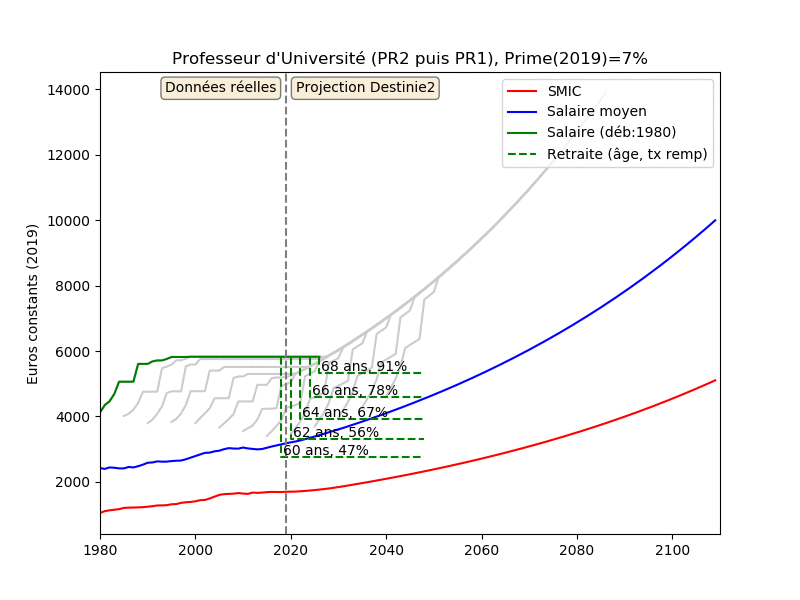 Professeur d'Université (PR2 puis PR1), Prime(2019)=7%
Données réelles
Projection Destinie2
SMIC
Salaire moyen
Salaire (déb:1980)
Retraite (âge, tx remp)
14000
12000
10000
8000
6000
4000
2000
Euros constants (2019)
68 ans, 91%
66 ans, 78%
64 ans, 67%
62 ans, 56%
60 ans, 47%
1980
2000
2020
2040
2060
2080
2100